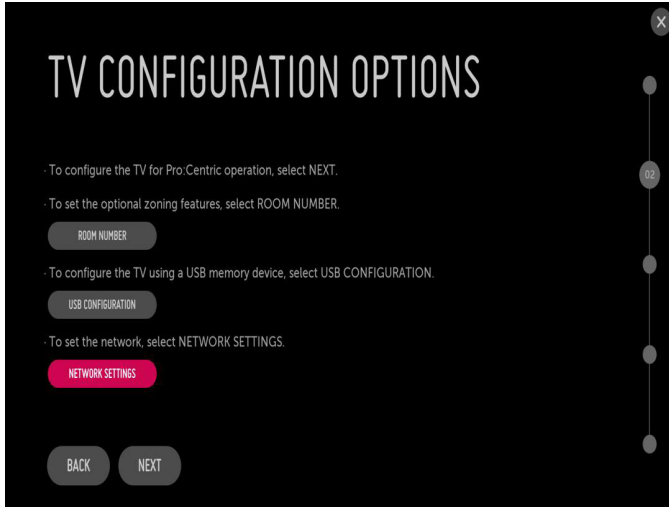 X
TV CONFIGURATION OPTIONS
· To configure the TV for Pro:Centric operation, select NEXT.
02
· To set the optional zoning features, select ROOM NUMBER.
ROOM NUMBER
· To configure the TV using a USB memory device, select USB CONFIGURATION.
USB CONFIGURATION
· To set the network, select NETWORK SETTINGS.
NETWORK SETTINGS
BACK NEXT